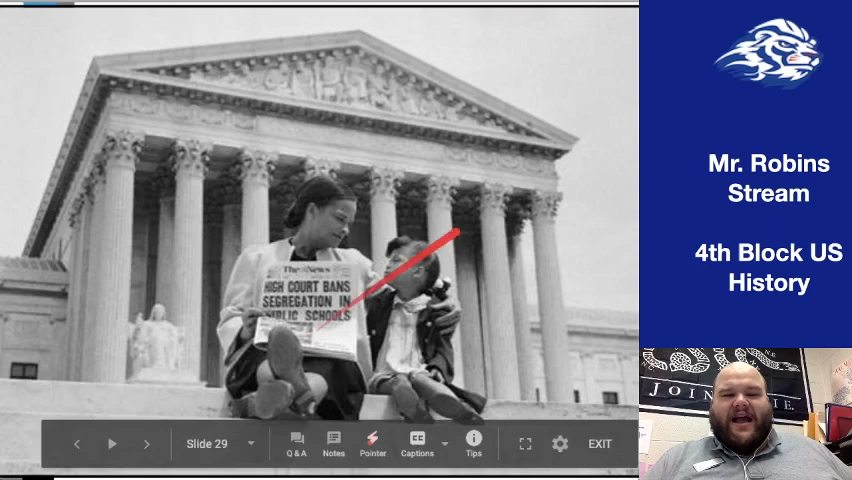 The News
HIGH COURT BANS
SEGREGATION IN
PUBLIC SCHOOLS
Slide 29
Q & A
Notes
Pointer
CC
Captions
Tips
EXIT
Mr. Robins
Stream
4th Block US
History
JOIN
IE.